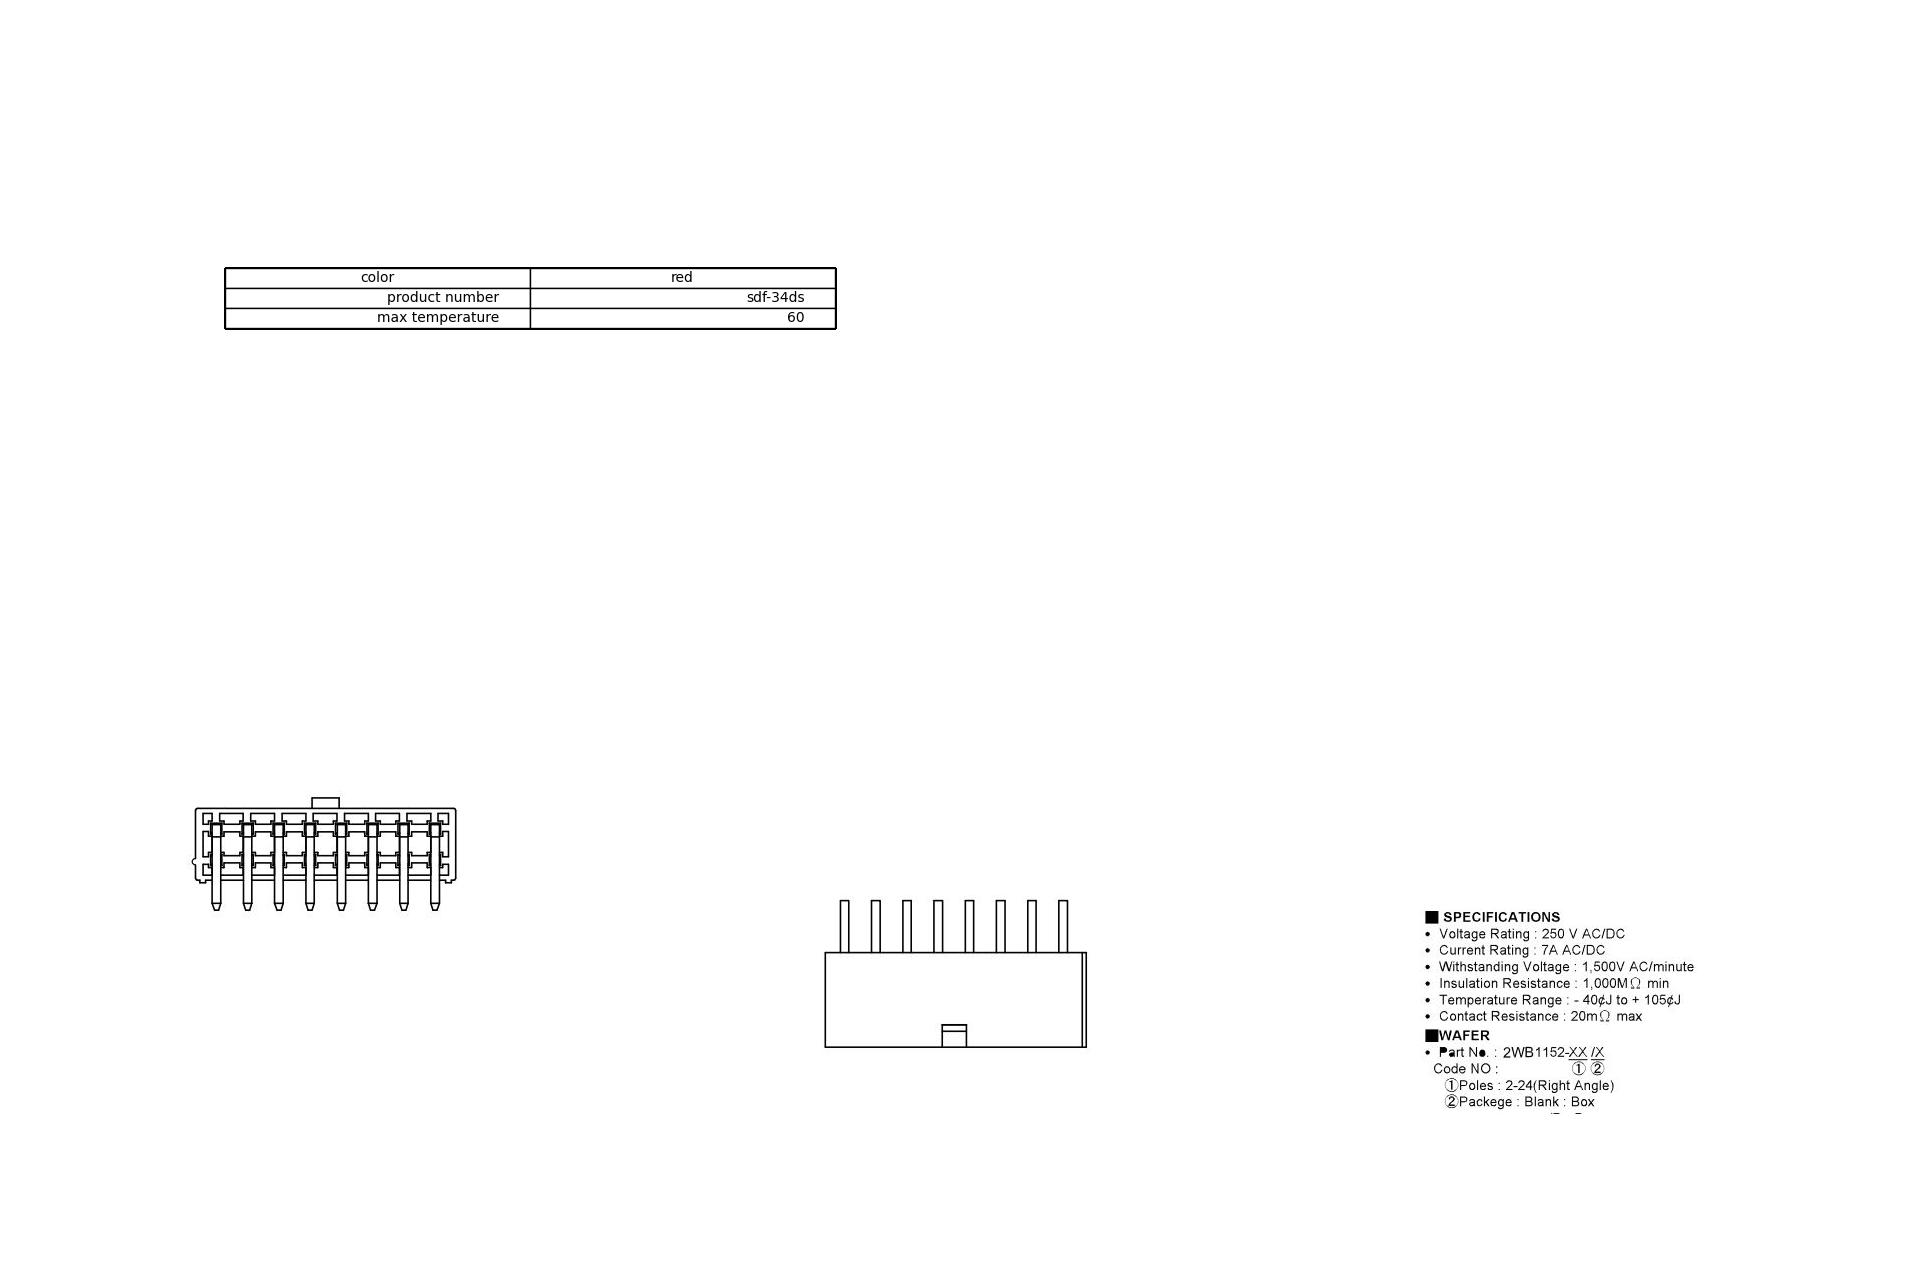 color red
product number sdf-34ds
max temperature 60
■ SPECIFICATIONS
• Voltage Rating : 250 V AC/DC
• Current Rating : 7A AC/DC
• Withstanding Voltage : 1,500V AC/minute
• Insulation Resistance : 1,000MΩ min
• Temperature Range : - 40¢J to + 105¢J
• Contact Resistance : 20mΩ max
■WAFER
• Part No. : 2WB1152-XX /X
Code NO : ① ②
①Poles : 2-24(Right Angle)
②Packege : Blank : Box